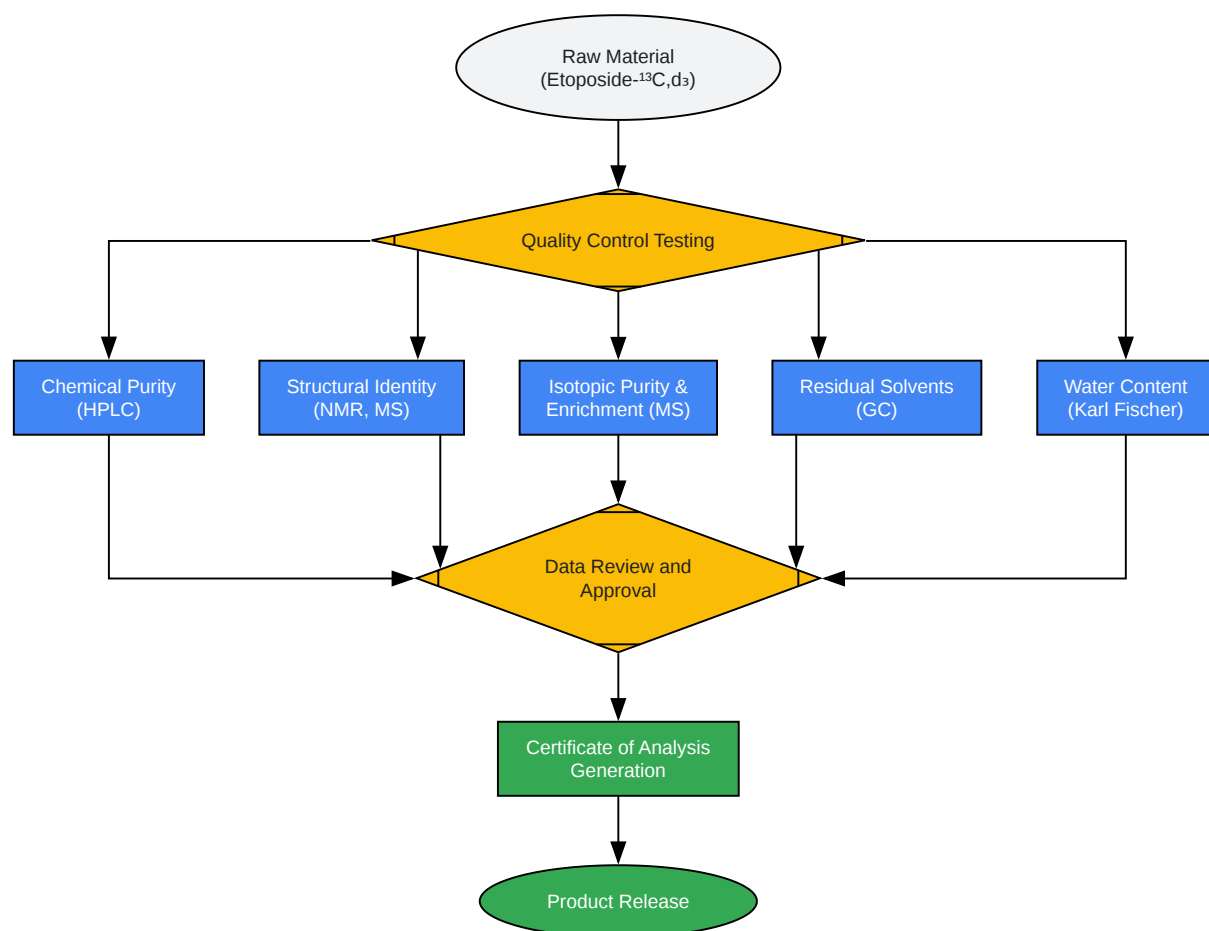 Raw Material
(Etoposide-¹³C,d₃)
Quality Control Testing
Chemical Purity
(HPLC)
Structural Identity
(NMR, MS)
Isotopic Purity &
Enrichment (MS)
Residual Solvents
(GC)
Water Content
(Karl Fischer)
Data Review and
Approval
Certificate of Analysis
Generation
Product Release